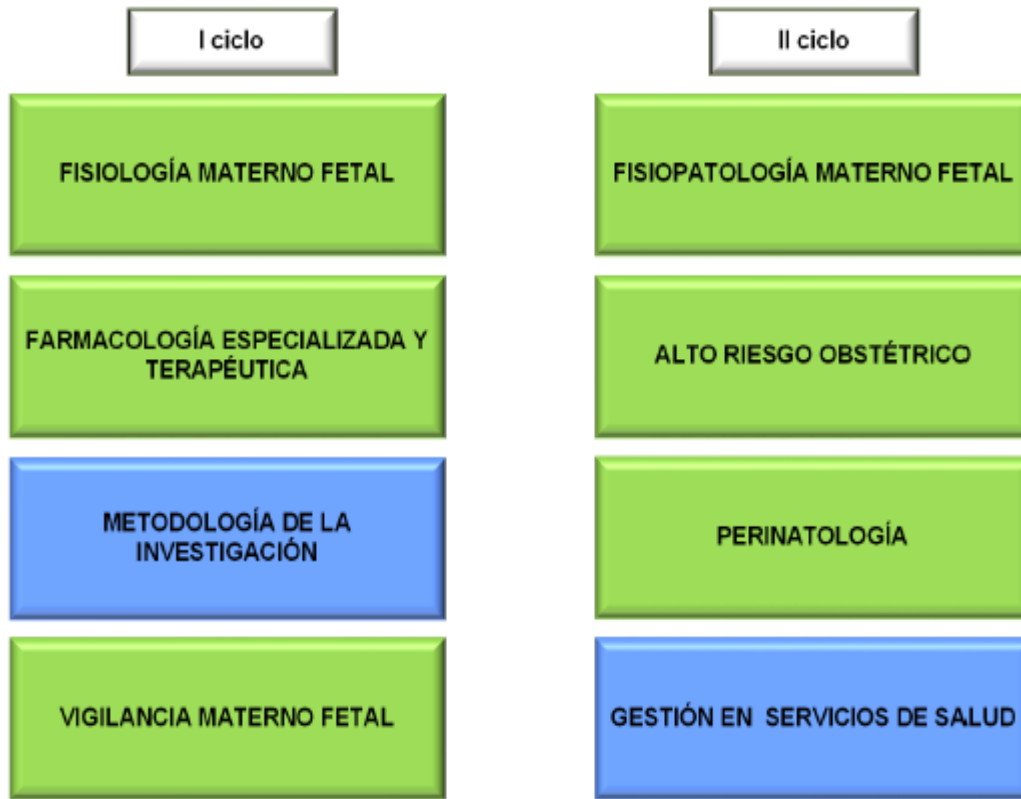 I ciclo
FISIOLOGÍA MATERNO FETAL
FARMACOLOGÍA ESPECIALIZADA Y
TERAPÉUTICA
METODOLOGÍA DE LA
INVESTIGACIÓN
VIGILANCIA MATERNO FETAL
II ciclo
FISIOPATOLOGÍA MATERNO FETAL
ALTO RIESGO OBSTÉTRICO
PERINATOLOGÍA
GESTIÓN EN SERVICIOS DE SALUD